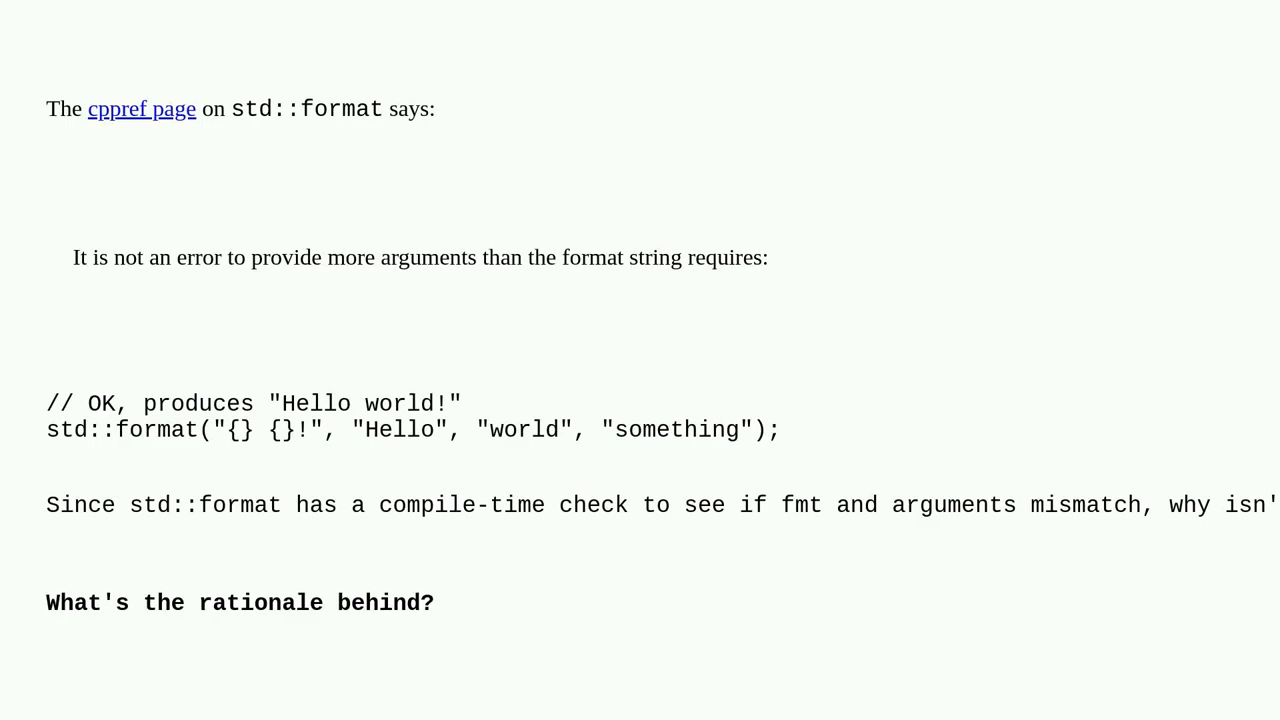 The cppref page on std::format says:
It is not an error to provide more arguments than the format string requires:
// OK, produces "Hello world!"
std::format("{} {}!", "Hello", "world", "something");
Since std::format has a compile-time check to see if fmt and arguments mismatch, why isn'
What's the rationale behind?